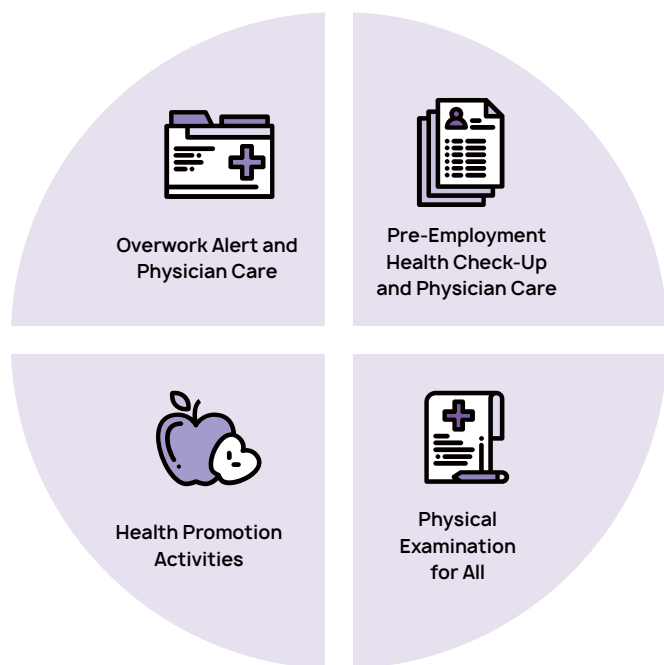 Overwork Alert and
Physician Care
Pre-Employment
Health Check-Up
and Physician Care
Health Promotion
Activities
Physical
Examination
for All